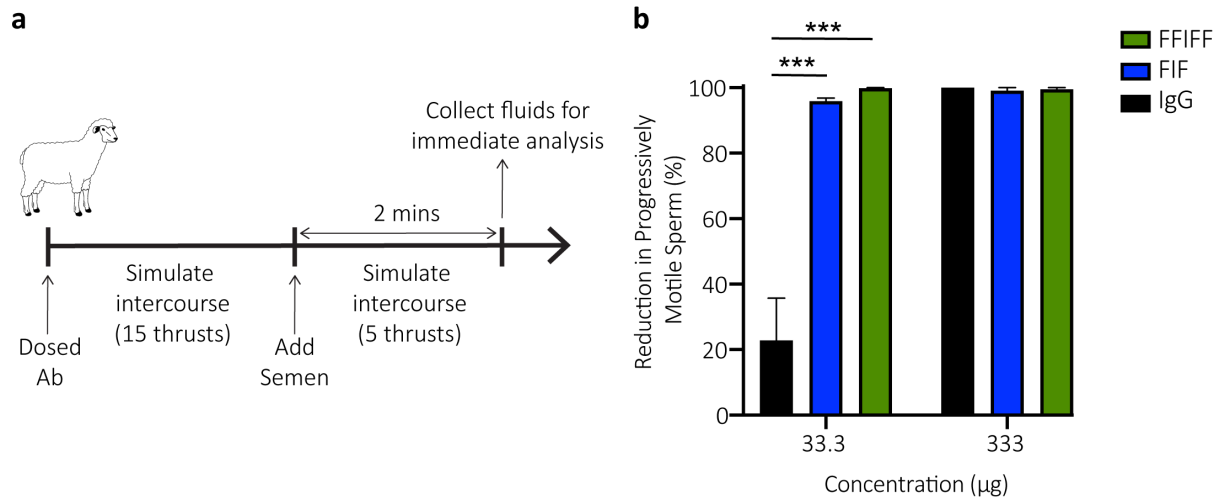 a
Collect fluids for
immediate analysis
2 mins
Simulate
intercourse
(15 thrusts)
Simulate
intercourse
(5 thrusts)
Dosed
Ab
Add
Semen
b
Reduction in Progressively
Motile Sperm (%)
***
***
100
80
60
40
20
0
33.3
333
Concentration (µg)
FFIFF
FIF
IgG